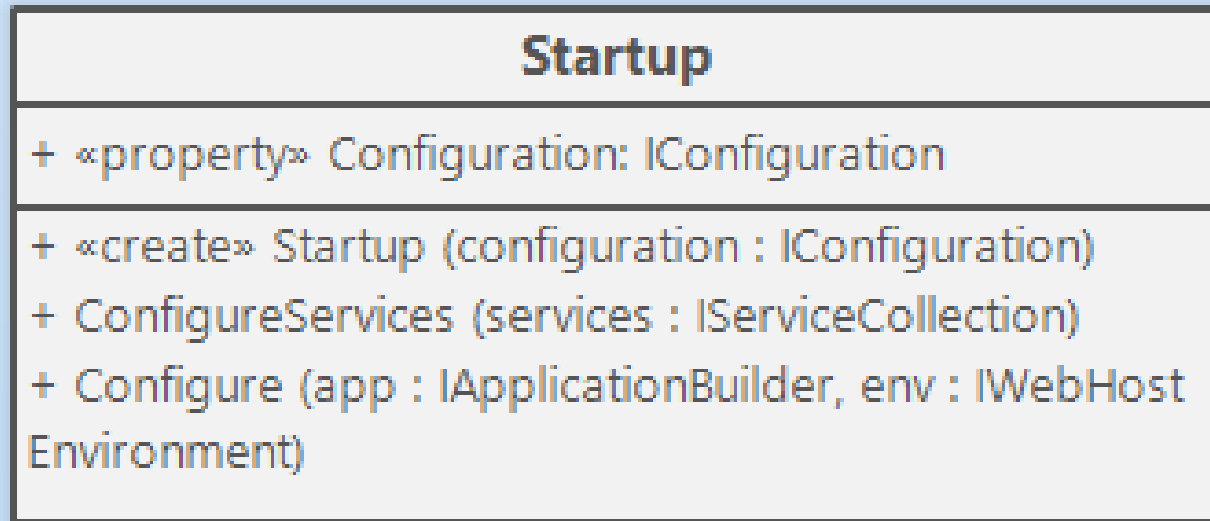 Startup
+ «property» Configuration: IConfiguration
+ «create» Startup (configuration : IConfiguration)
+ ConfigureServices (services : IServiceCollection)
+ Configure (app : IApplicationBuilder, env : IWebHost
Environment)